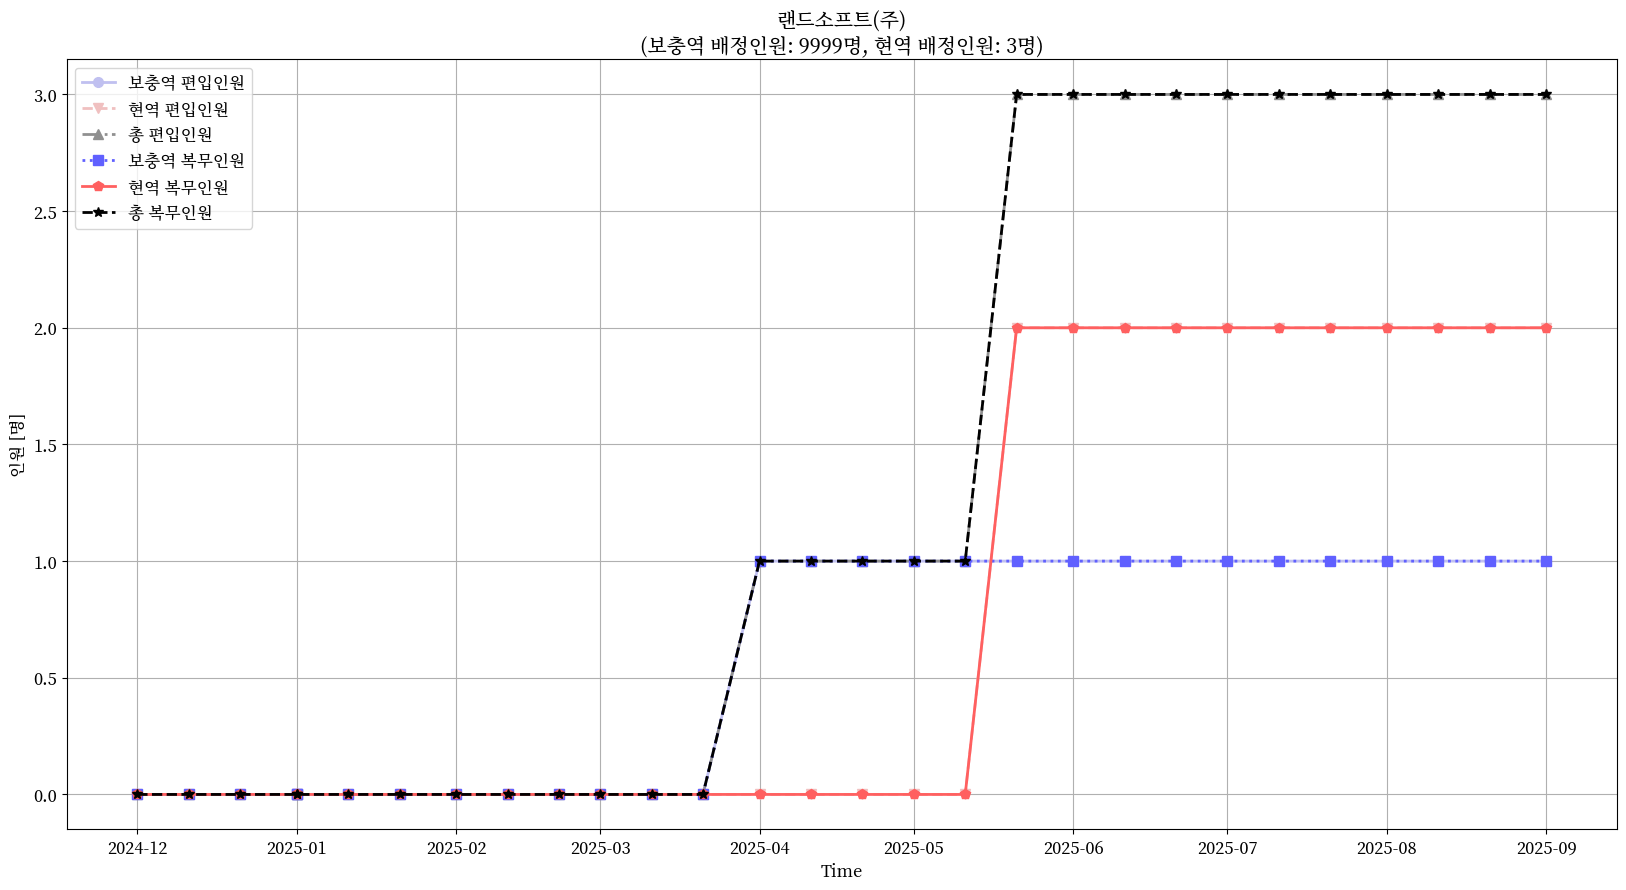 랜드소프트(주)
(보충역 배정인원: 9999명, 현역 배정인원: 3명)
보충역 편입인원
현역 편입인원
총 편입인원
보충역 복무인원
현역 복무인원
총 복무인원
3.0
2.5
2.0
1.5
1.0
0.5
0.0
인원 [명]
2024-12
2025-01
2025-02
2025-03
2025-04
2025-05
2025-06
2025-07
2025-08
2025-09
Time